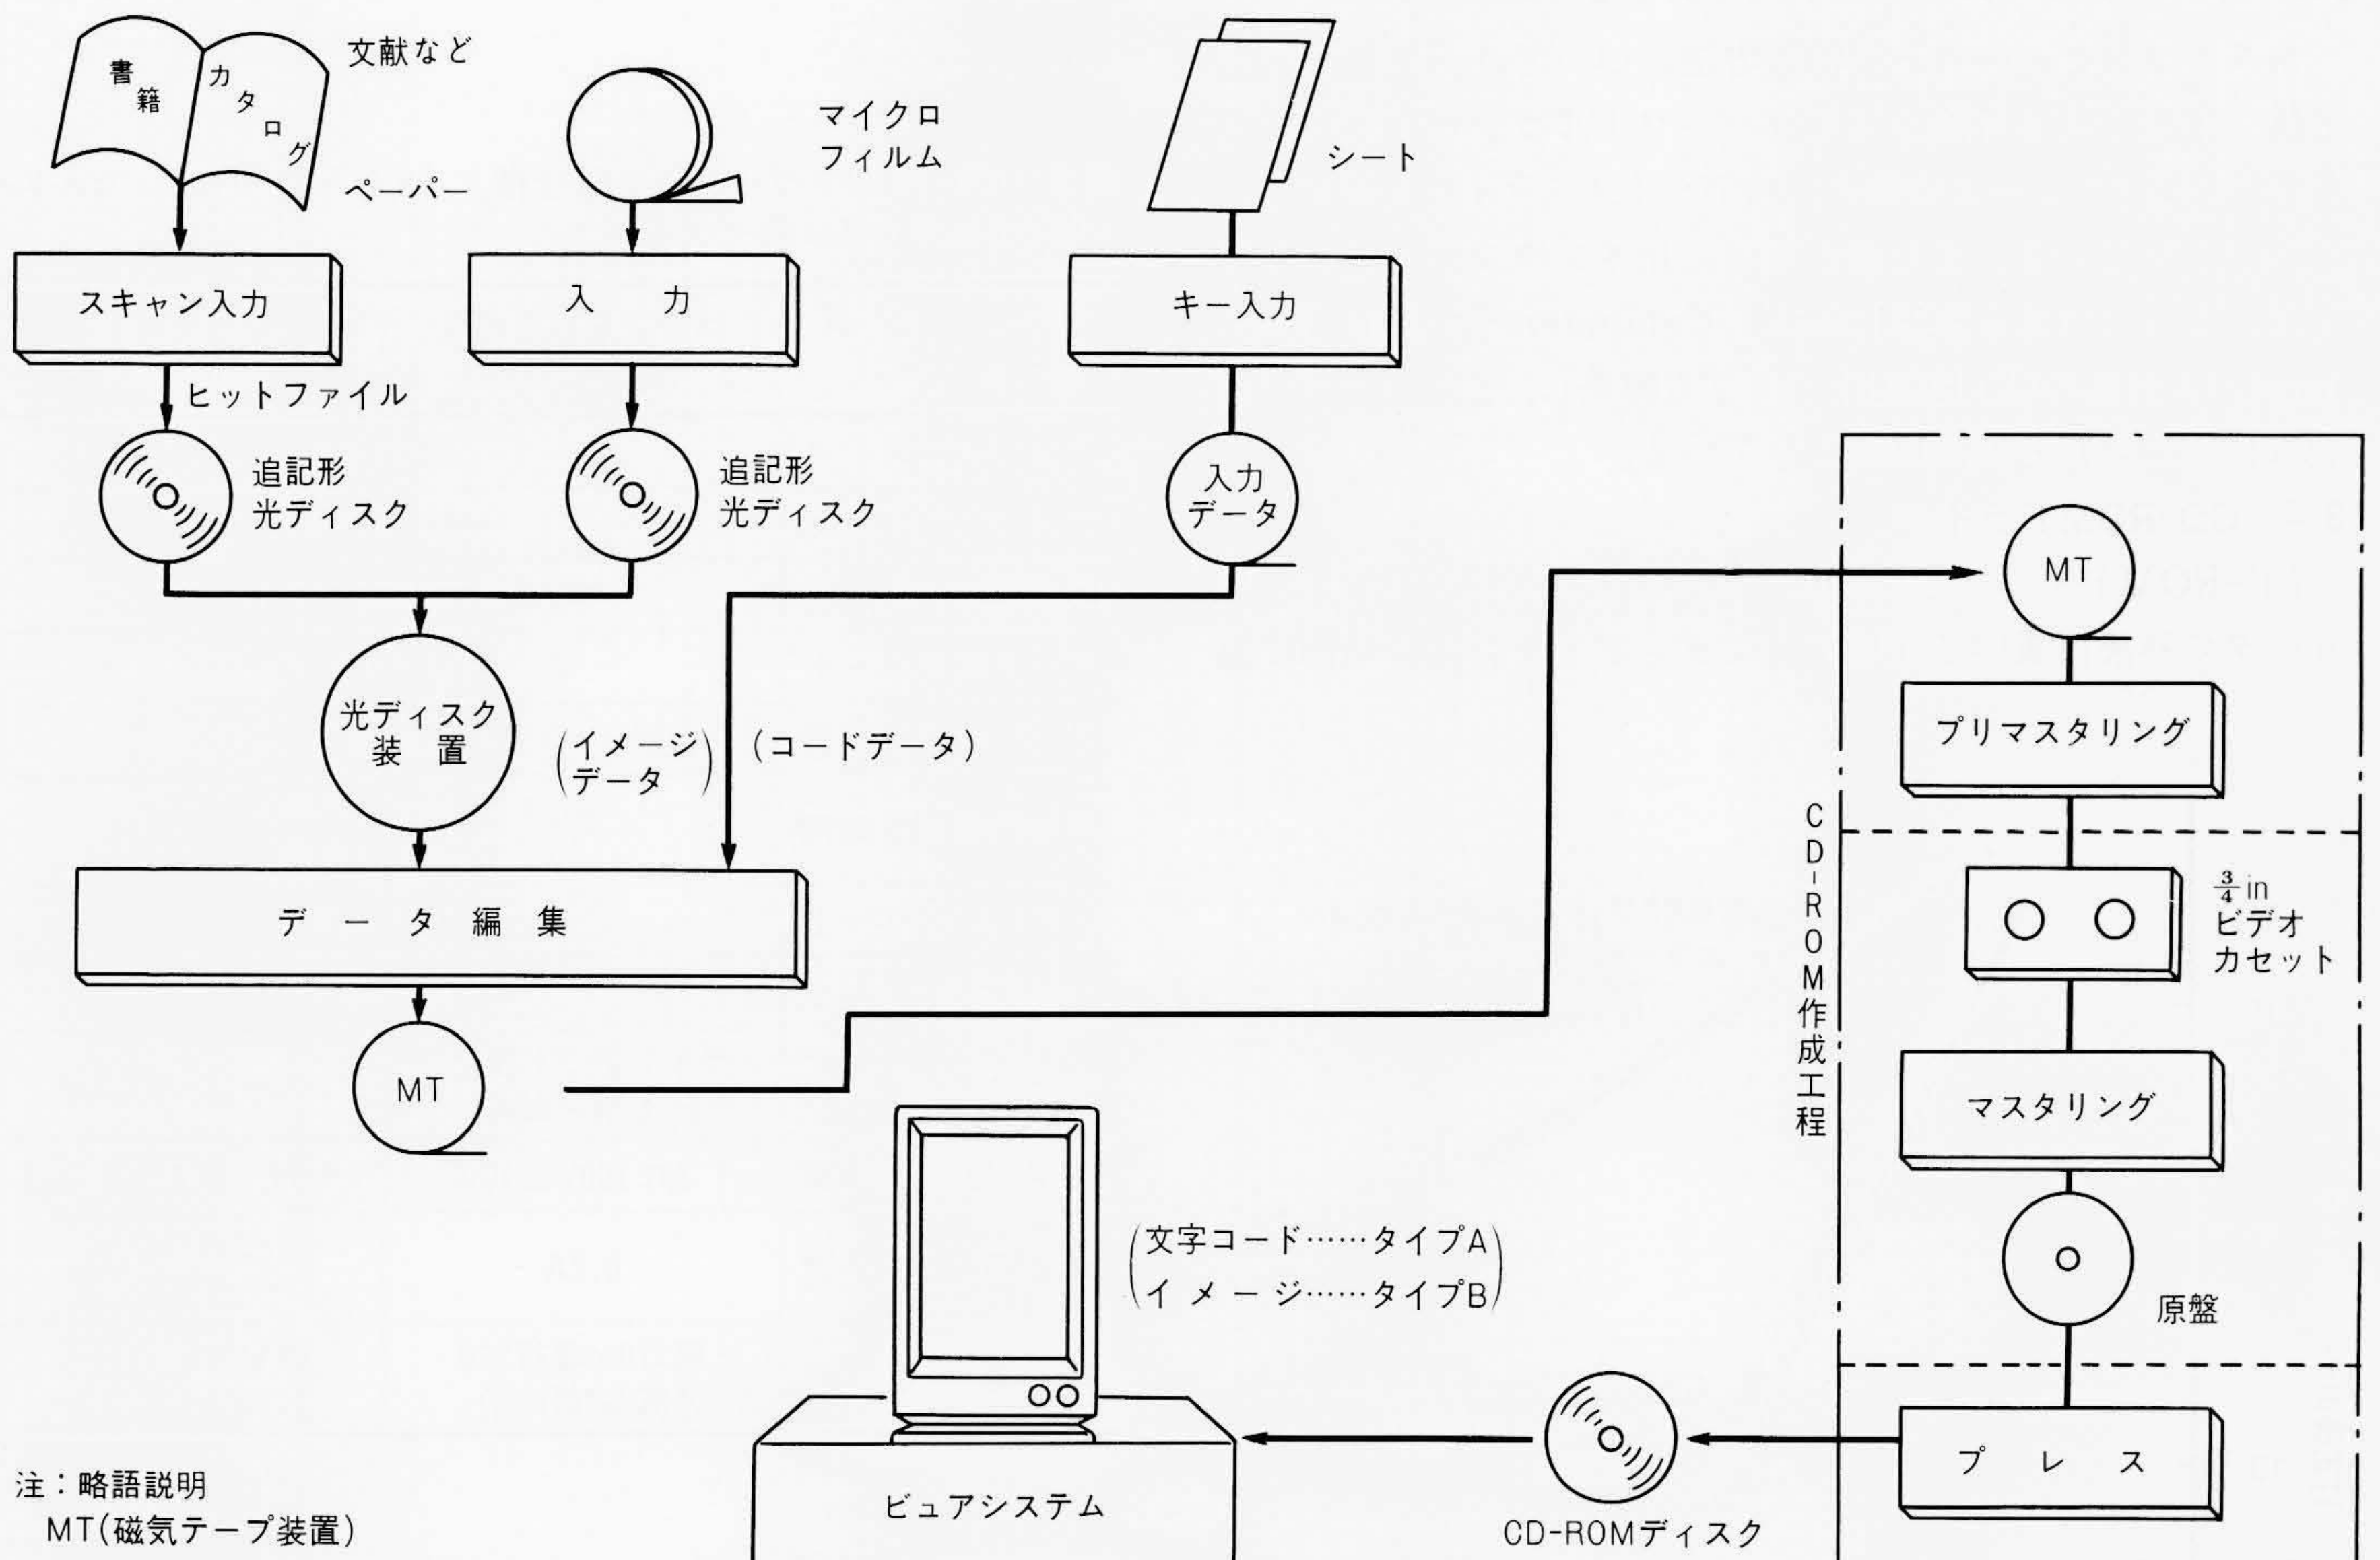 書籍
カタログ
文献など
ペーパー
マイクロ
フィルム
シート
スキャン入力
入 力
キー入力
ヒットファイル
追記形
光ディスク
追記形
光ディスク
入力
データ
光ディスク
装 置
(イメージ
データ)
(コードデータ)
デ ー タ 編 集
MT
MT
プリマスタリング
CD-ROM作成工程
3/4 in
ビデオ
カセット
マスタリング
原盤
プ レ ス
CD-ROMディスク
(文字コード……タイプA
イ メ ー ジ……タイプB)
ビュアシステム
注：略語説明
MT(磁気テープ装置)